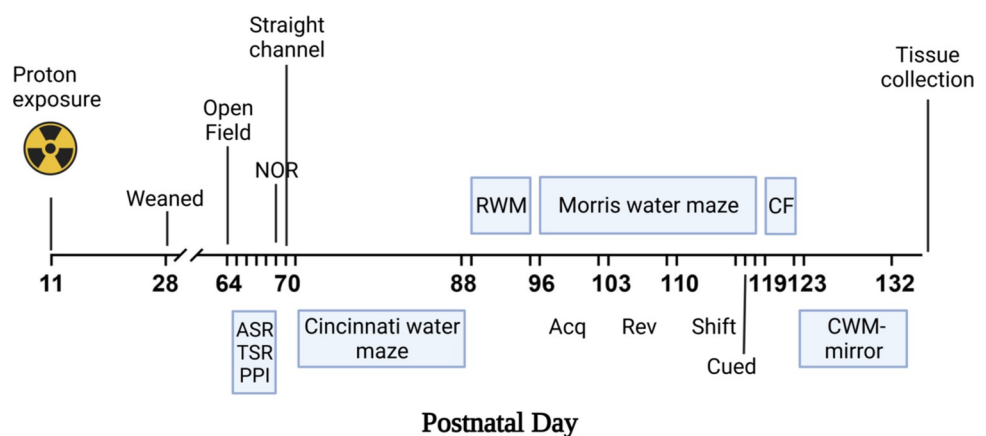 Straight
channel
Tissue
collection
Proton
exposure
Open
Field
NOR
Weaned
RWM
Morris water maze
CF
11
28
64
70
88
96
103
110
119
123
132
ASR
TSR
PPI
Cincinnati water
maze
Acq
Rev
Shift
Cued
CWM-
mirror
Postnatal Day